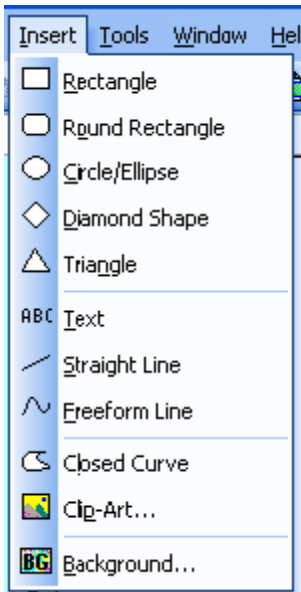 Insert Tools Window Hel
Rectangle
Round Rectangle
Circle/Ellipse
Diamond Shape
Triangle
ABC Text
Straight Line
Freeform Line
Closed Curve
Clip-Art...
BG Background...